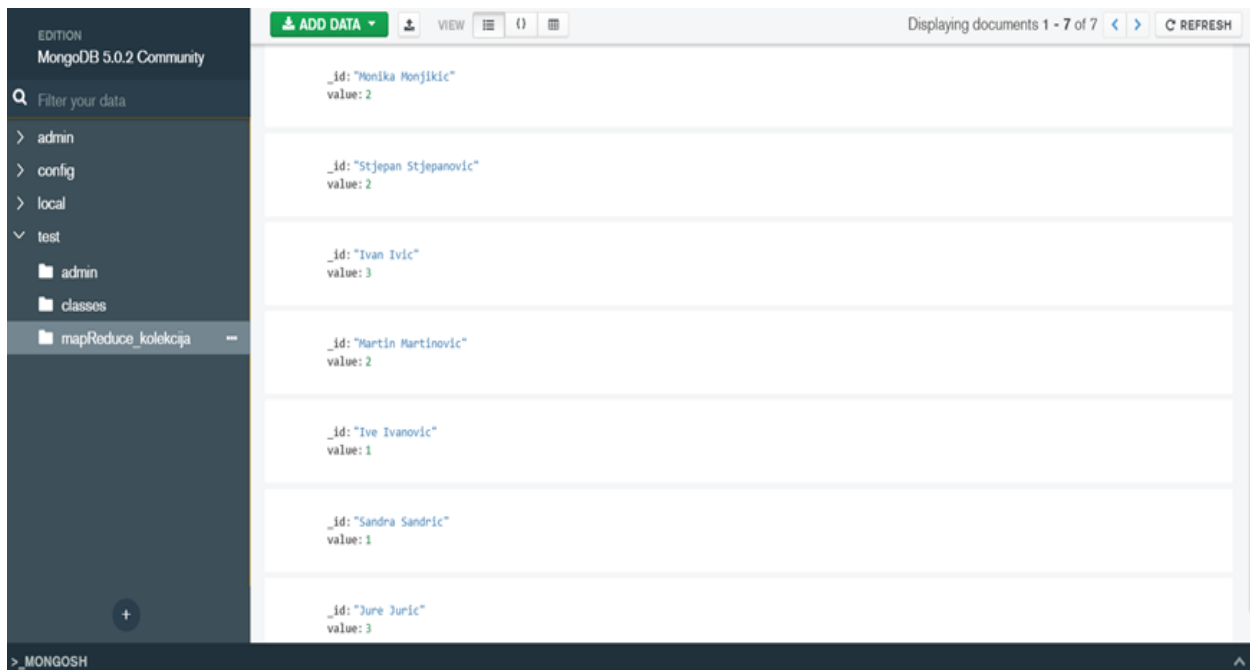 EDITION
MongoDB 5.0.2 Community
Filter your data
admin
config
local
test
admin
classes
mapReduce_kolekcija
ADD DATA
VIEW
{}
Displaying documents 1 - 7 of 7
REFRESH
_id: "Monika Monjikic"
value: 2
_id: "Stjepan Stjepanovic"
value: 2
_id: "Ivan Ivic"
value: 3
_id: "Martin Martinovic"
value: 2
_id: "Ive Ivanovic"
value: 1
_id: "Sandra Sandric"
value: 1
_id: "Jure Juric"
value: 3
>_MONGOSH